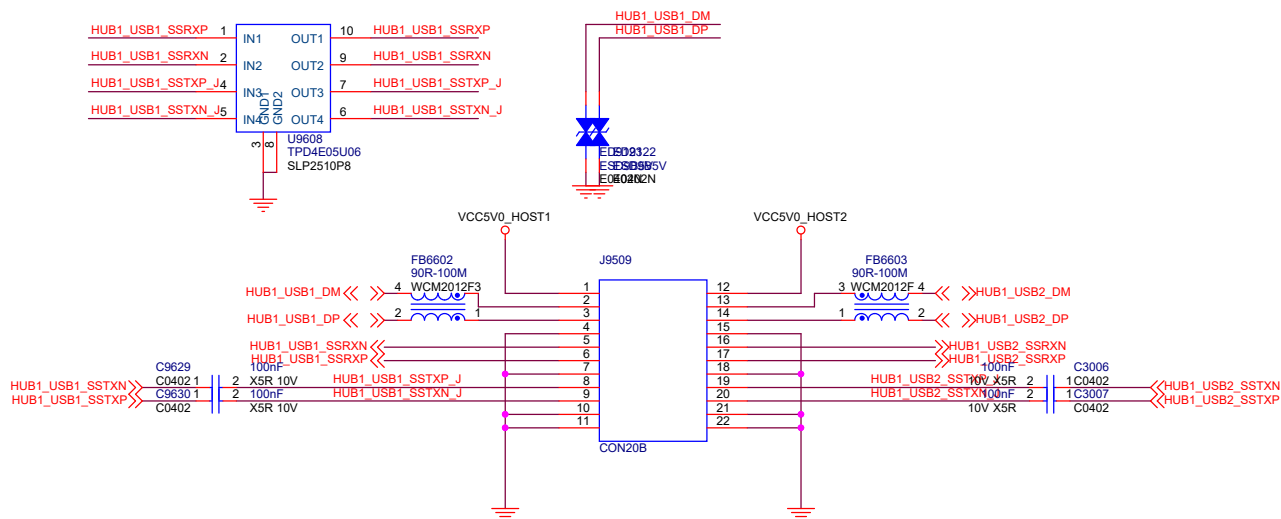 HUB1_USB1_SSRXP 1 IN1 OUT1 10 HUB1_USB1_SSRXP
HUB1_USB1_SSRXN 2 IN2 OUT2 9 HUB1_USB1_SSRXN
HUB1_USB1_SSTXP_J 4 IN3 OUT3 7 HUB1_USB1_SSTXP_J
HUB1_USB1_SSTXN_J 5 IN4 OUT4 6 HUB1_USB1_SSTXN_J
GND1
GND2
3
8
U9608
TPD4E05U06
SLP2510P8
HUB1_USB1_DM
HUB1_USB1_DP
VCC5V0_HOST1
VCC5V0_HOST2
FB6602
90R-100M
WCM2012F3
HUB1_USB1_DM 4
HUB1_USB1_DP 2 1
J9509
1 12
2 13
3 14
4 15
5 16
6 17
7 18
8 19
9 20
10 21
11 22
CON20B
FB6603
90R-100M
3 WCM2012F 4 HUB1_USB2_DM
1 2 HUB1_USB2_DP
HUB1_USB1_SSRXN
HUB1_USB1_SSRXP
HUB1_USB2_SSRXN
HUB1_USB2_SSRXP
C9629 100nF
HUB1_USB1_SSTXN C0402 1 2 X5R 10V HUB1_USB1_SSTXP_J
HUB1_USB1_SSTXP C9630 1 2 100nF HUB1_USB1_SSTXN_J
C0402 X5R 10V
100nF C3006
HUB1_USB2_SSTXP_J 10V X5R 2 1 C0402 HUB1_USB2_SSTXN
HUB1_USB2_SSTXN_J 100nF 2 1 C3007 HUB1_USB2_SSTXP
10V X5R C0402